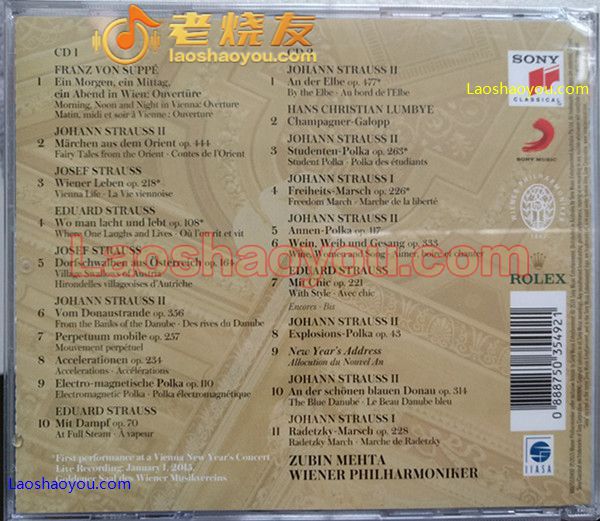 老烧友
laoshaoyou.com
CD 1
FRANZ VON SUPPÉ
1 Ein Morgen, ein Mittag,
ein Abend in Wien: Ouvertüre
Morning, Noon and Night in Vienna: Overture
Matin, midi et soir à Vienne : Ouverture
JOHANN STRAUSS II
2 Märchen aus dem Orient op. 444
Fairy Tales from the Orient · Contes de l'Orient
JOSEF STRAUSS
3 Wiener Leben op. 218*
Vienna Life · La Vie viennoise
EDUARD STRAUSS
4 Wo man lacht und lebt op. 108*
Where One Laughs and Lives · Où l'on rit et vit
JOSEF STRAUSS
5 Dorfschwalben aus Österreich op. 164
Village Swallows of Austria
Hirondelles villageoises d'Autriche
JOHANN STRAUSS II
6 Vom Donaustrande op. 356
From the Banks of the Danube · Des rives du Danube
7 Perpetuum mobile op. 257
Mouvement perpétuel
8 Accelerationen op. 234
Accelerations · Accélérations
9 Electro-magnetische Polka op. 110
Electromagnetic Polka · Polka électromagnétique
EDUARD STRAUSS
10 Mit Dampf op. 70
At Full Steam · À vapeur
*First performance at a Vienna New Year's Concert
Live Recording: January 1, 2015,
Goldener Saal des Wiener Musikvereins
Laoshaoyou.com
CD 2
JOHANN STRAUSS II
1 An der Elbe op. 477*
By the Elbe · Au bord de l'Elbe
HANS CHRISTIAN LUMBYE
2 Champagner-Galopp
JOHANN STRAUSS II
3 Studenten-Polka op. 263*
Student Polka · Polka des étudiants
JOHANN STRAUSS I
4 Freiheits-Marsch op. 226*
Freedom March · Marche de la liberté
JOHANN STRAUSS II
5 Annen-Polka op. 117
6 Wein, Weib und Gesang op. 333
Wine, Woman and Song · Aimer, boire et chanter
EDUARD STRAUSS
7 Mit Chic op. 221
With Style · Avec chic
Encores · Bis
JOHANN STRAUSS II
8 Explosions-Polka op. 43
9 New Year's Address
Allocution du Nouvel An
JOHANN STRAUSS II
10 An der schönen blauen Donau op. 314
The Blue Danube · Le Beau Danube bleu
JOHANN STRAUSS I
11 Radetzky-Marsch op. 228
Radetzky March · Marche de Radetzky
ZUBIN MEHTA
WIENER PHILHARMONIKER
Laoshaoyou.com
SONY
Laoshaoyou.com
CLASSICAL
SONY MUSIC
ROLEX
0 888750 354921
IIASA
Laoshaoyou.com